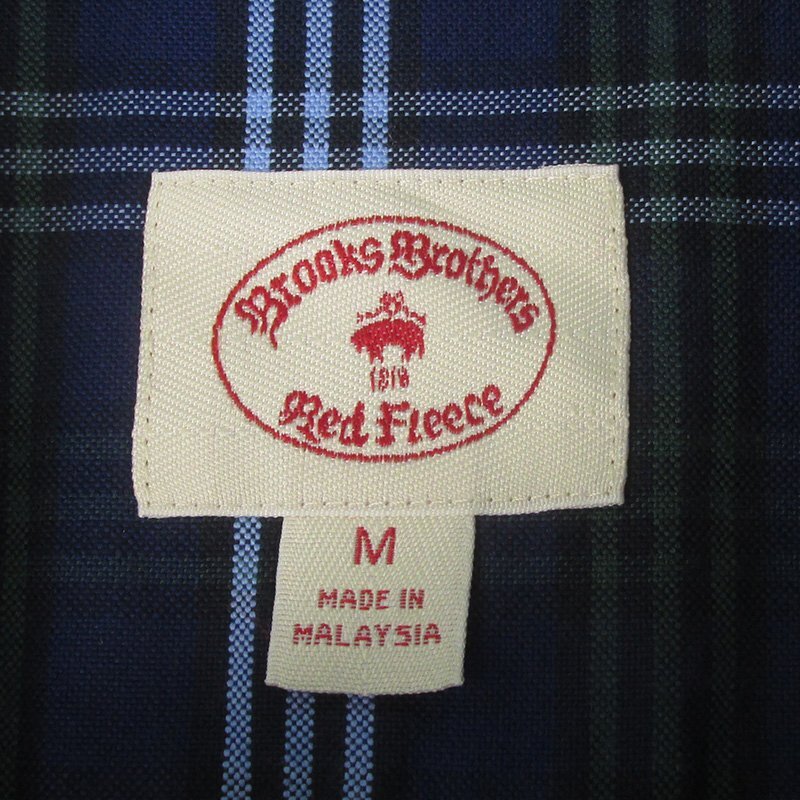 Brooks Brothers
1818
Red Fleece
M
MADE IN
MALAYSIA